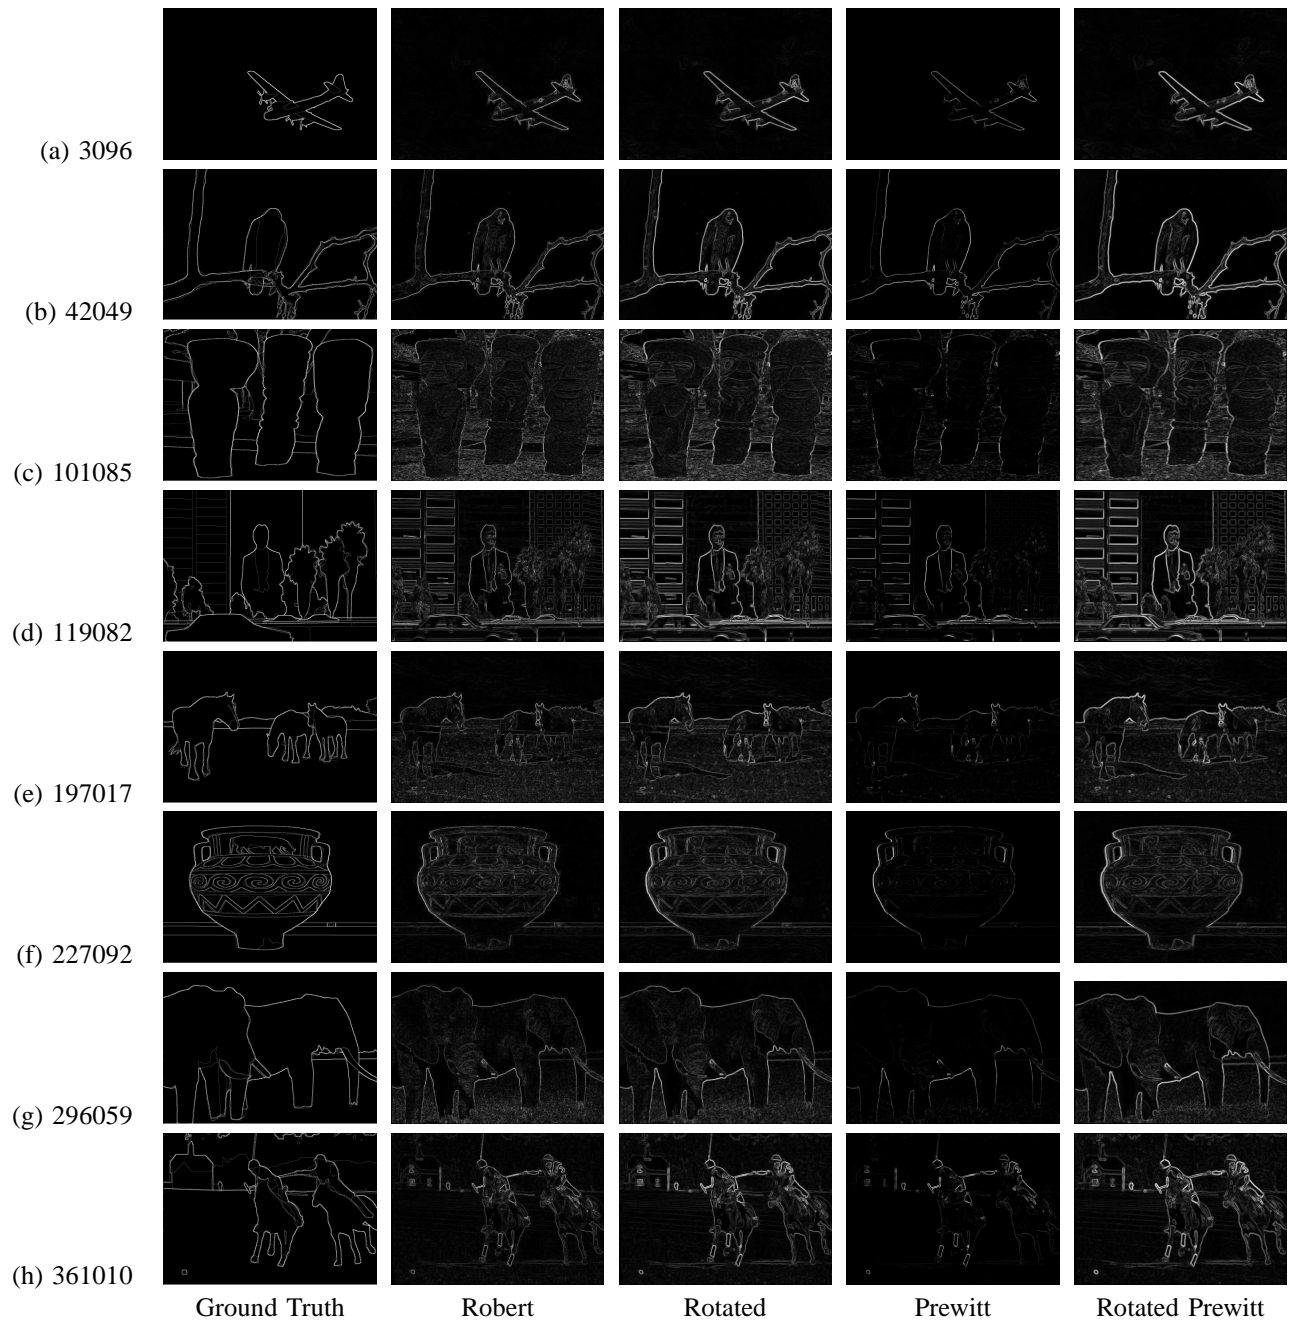 (a) 3096
(b) 42049
(c) 101085
(d) 119082
(e) 197017
(f) 227092
(g) 296059
(h) 361010
Ground Truth Robert Rotated Prewitt Rotated Prewitt